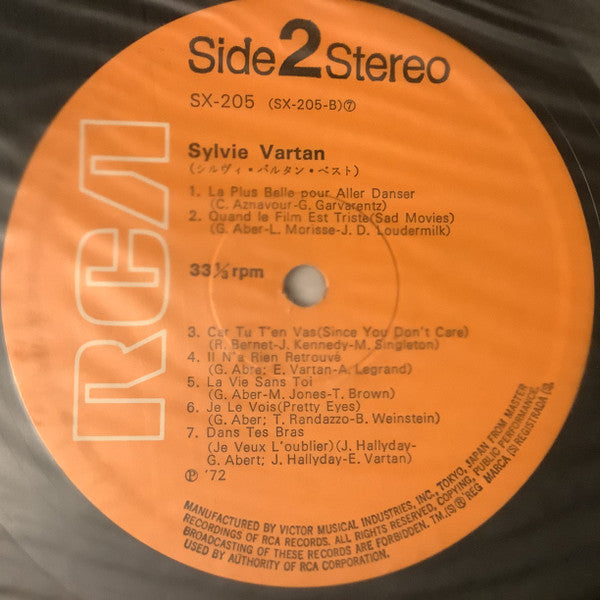 Side 2 Stereo
SX-205 (SX-205-B)⑦
RCA
Sylvie Vartan
(シルヴィ・バルタン・ベスト)
1. La Plus Belle pour Aller Danser
(C. Aznavour-G. Garvarentz)
2. Quand le Film Est Triste(Sad Movies)
(G. Aber-L. Morisse-J. D. Loudermilk)
33⅓ rpm
3. Car Tu T'en Vas(Since You Don't Care)
(R. Bernet-J. Kennedy-M. Singleton)
4. Il N'a Rien Retrouvé
(G. Abre; E. Vartan-A. Legrand)
5. La Vie Sans Toi
(G. Aber-M. Jones-T. Brown)
6. Je Le Vois(Pretty Eyes)
(G. Aber; T. Randazzo-B. Weinstein)
7. Dans Tes Bras
(Je Veux L'oublier)(J. Hallyday-
G. Abert; J. Hallyday-E. Vartan)
Ⓟ '72
MANUFACTURED BY VICTOR MUSICAL INDUSTRIES, INC. TOKYO, JAPAN FROM MASTER
RECORDINGS OF RCA RECORDS. ALL RIGHTS RESERVED, COPYING, PUBLIC PERFORMANCE,
BROADCASTING OF THESE RECORDS ARE FORBIDDEN. TM.(S)® REG MARCA (S) REGISTRADA (S).
USED BY AUTHORITY OF RCA CORPORATION.